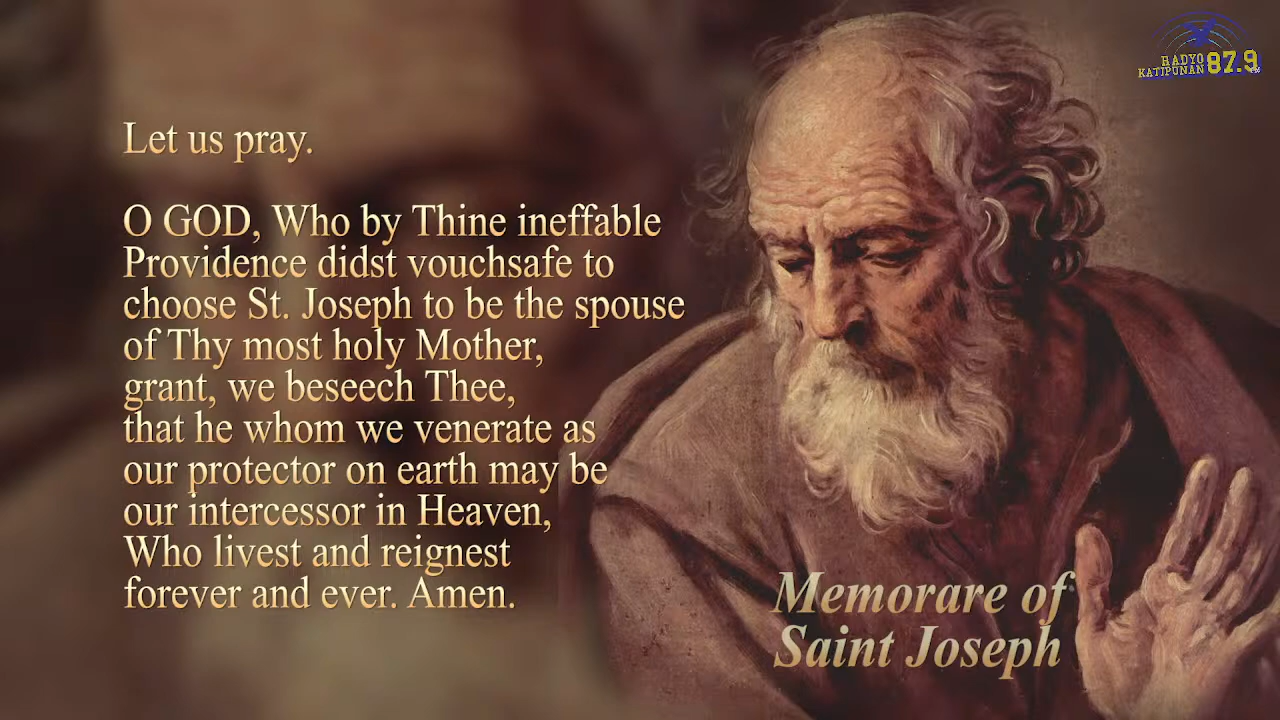 RADYO
KATIPUNAN 87.9
Let us pray.
O GOD, Who by Thine ineffable
Providence didst vouchsafe to
choose St. Joseph to be the spouse
of Thy most holy Mother,
grant, we beseech Thee,
that he whom we venerate as
our protector on earth may be
our intercessor in Heaven,
Who livest and reignest
forever and ever. Amen.
Memorare of
Saint Joseph